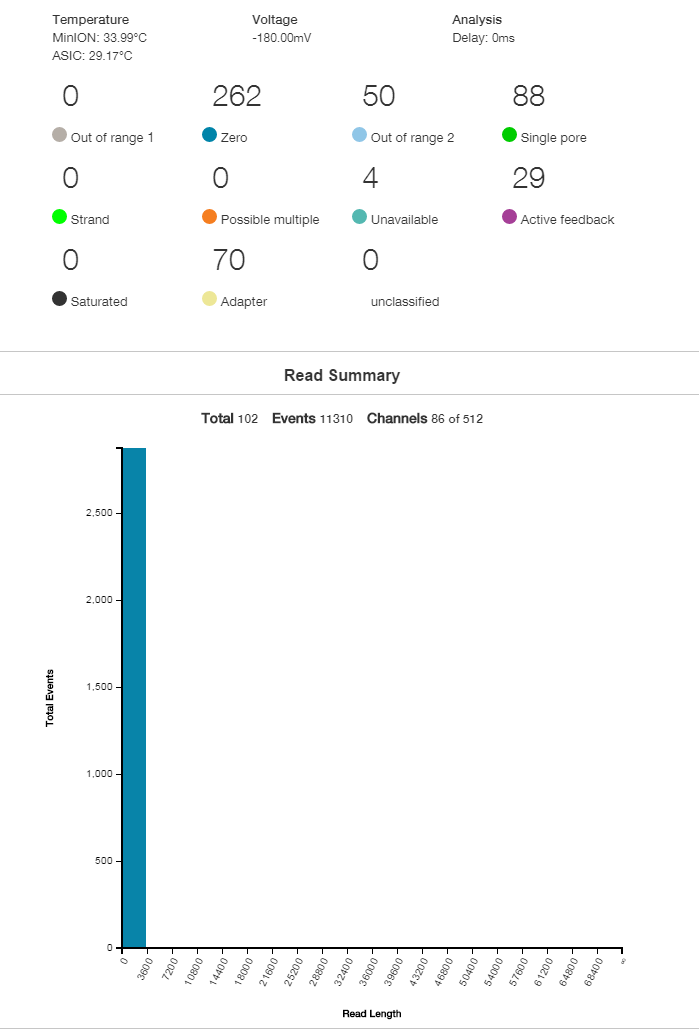 Temperature Voltage Analysis
MinION: 33.99°C -180.00mV Delay: 0ms
ASIC: 29.17°C
0 262 50 88
Out of range 1 Zero Out of range 2 Single pore
0 0 4 29
Strand Possible multiple Unavailable Active feedback
0 70 0
Saturated Adapter unclassified
Read Summary
Total 102 Events 11310 Channels 86 of 512
2,500
2,000
1,500
1,000
500
0
Total Events
0 3600 7200 10800 14400 18000 21600 25200 28800 32400 36000 39600 43200 46800 50400 54000 57600 61200 64800 68400 ∞
Read Length